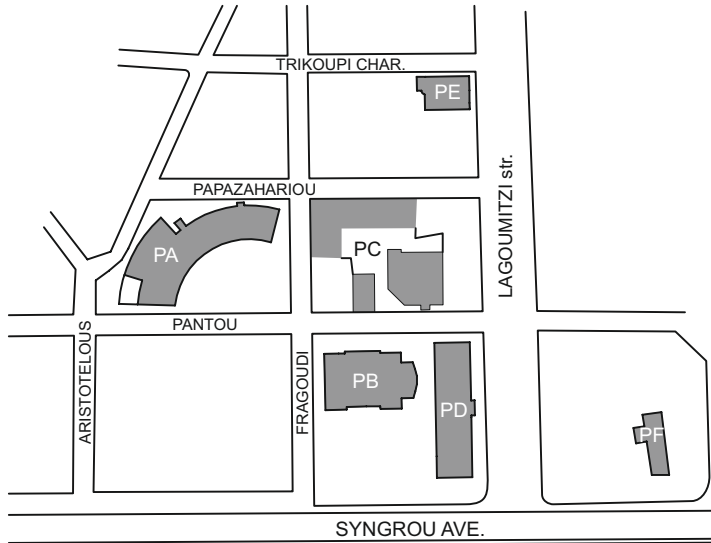 TRIKOUPI CHAR.
PE
PAPAZAHARIOU
LAGOUMITZI str.
PA
PC
PANTOU
ARISTOTELOUS
FRAGOUDI
PB
PD
PF
SYNGROU AVE.